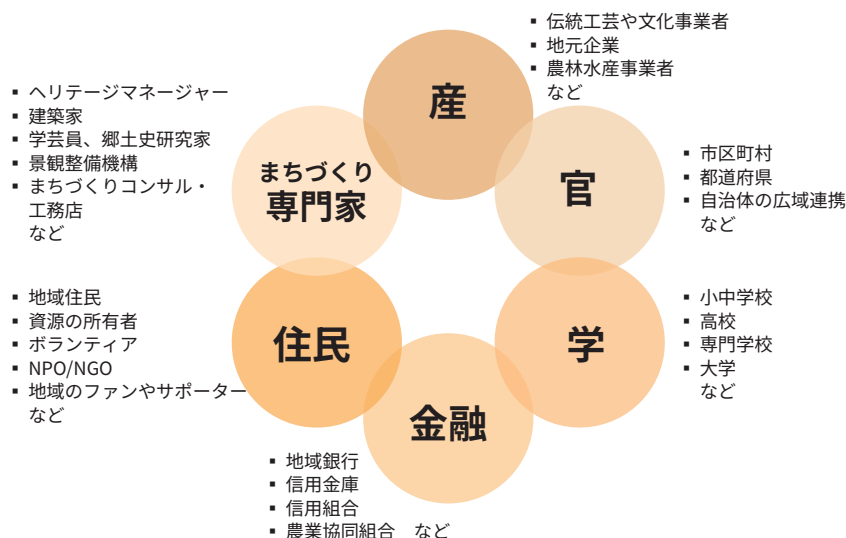 ▪ 伝統工芸や文化事業者
▪ 地元企業
▪ 農林水産事業者
など
産
▪ ヘリテージマネージャー
▪ 建築家
▪ 学芸員、郷土史研究家
▪ 景観整備機構
▪ まちづくりコンサル・
工務店
など
まちづくり
専門家
官
▪ 市区町村
▪ 都道府県
▪ 自治体の広域連携
など
▪ 地域住民
▪ 資源の所有者
▪ ボランティア
▪ NPO/NGO
▪ 地域のファンやサポーター
など
住民
学
▪ 小中学校
▪ 高校
▪ 専門学校
▪ 大学
など
金融
▪ 地域銀行
▪ 信用金庫
▪ 信用組合
▪ 農業協同組合　など